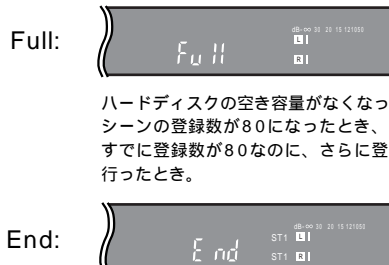 Full:
dB-∞ 30 20 15 12 10 5 0
L
Full
R
ハードディスクの空き容量がなくなっ
シーンの登録数が80になったとき、
すでに登録数が80なのに、さらに登
行ったとき。
End:
dB-∞ 30 20 15 12 10 5 0
ST1 L
End
ST1 R